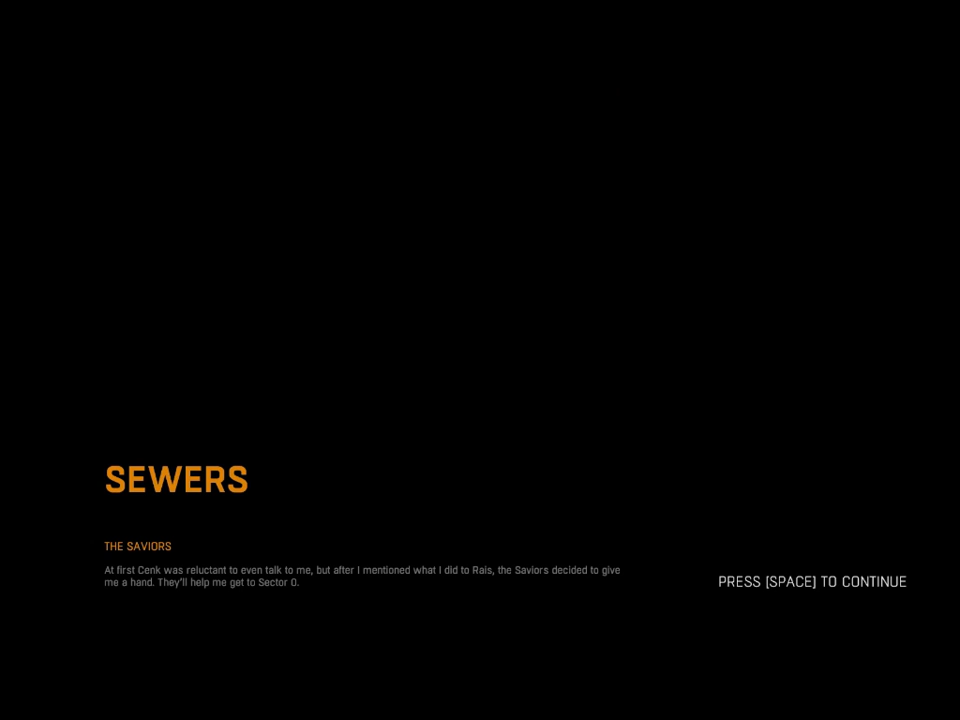 SEWERS
THE SAVIORS
At first Cenk was reluctant to even talk to me, but after I mentioned what I did to Rais, the Saviors decided to give
me a hand. They'll help me get to Sector 0.
PRESS [SPACE] TO CONTINUE